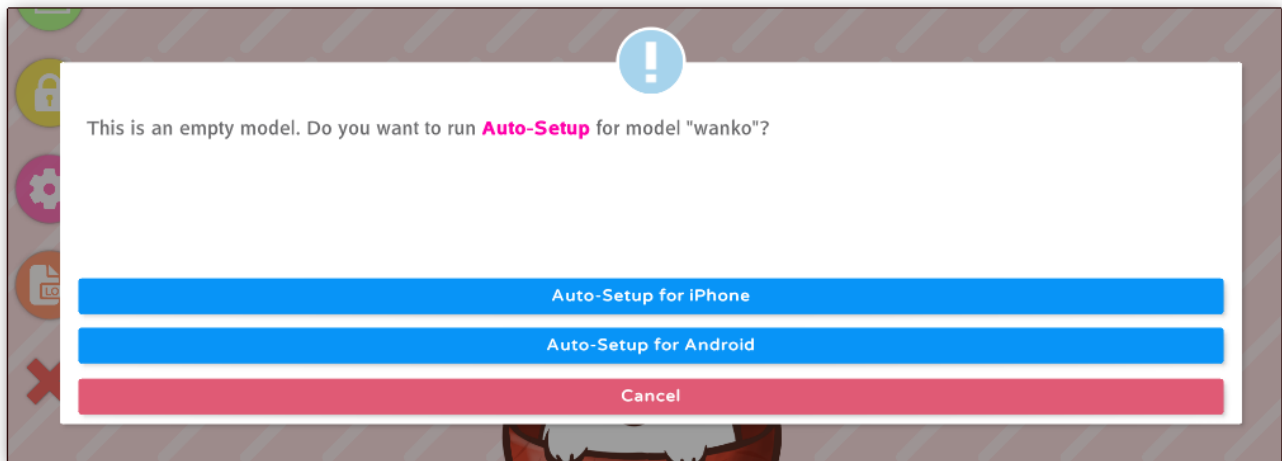 This is an empty model. Do you want to run Auto-Setup for model "wanko"?
Auto-Setup for iPhone
Auto-Setup for Android
Cancel